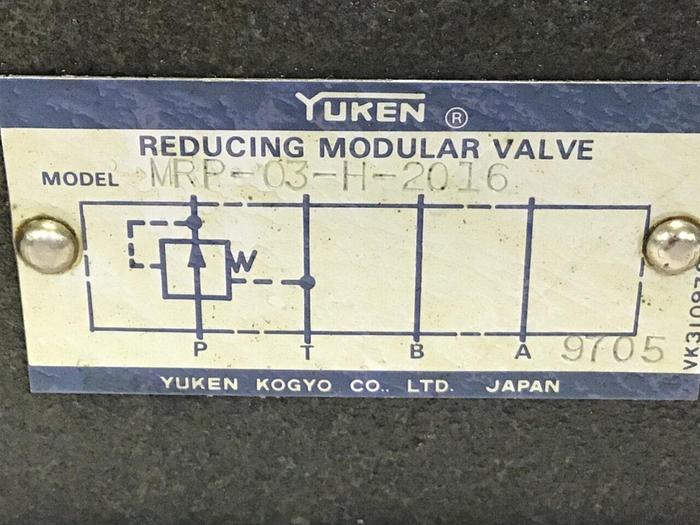 YUKEN ®
REDUCING MODULAR VALVE
MODEL MRP-03-H-2016
W
P T B A 9705
YUKEN KOGYO CO., LTD. JAPAN